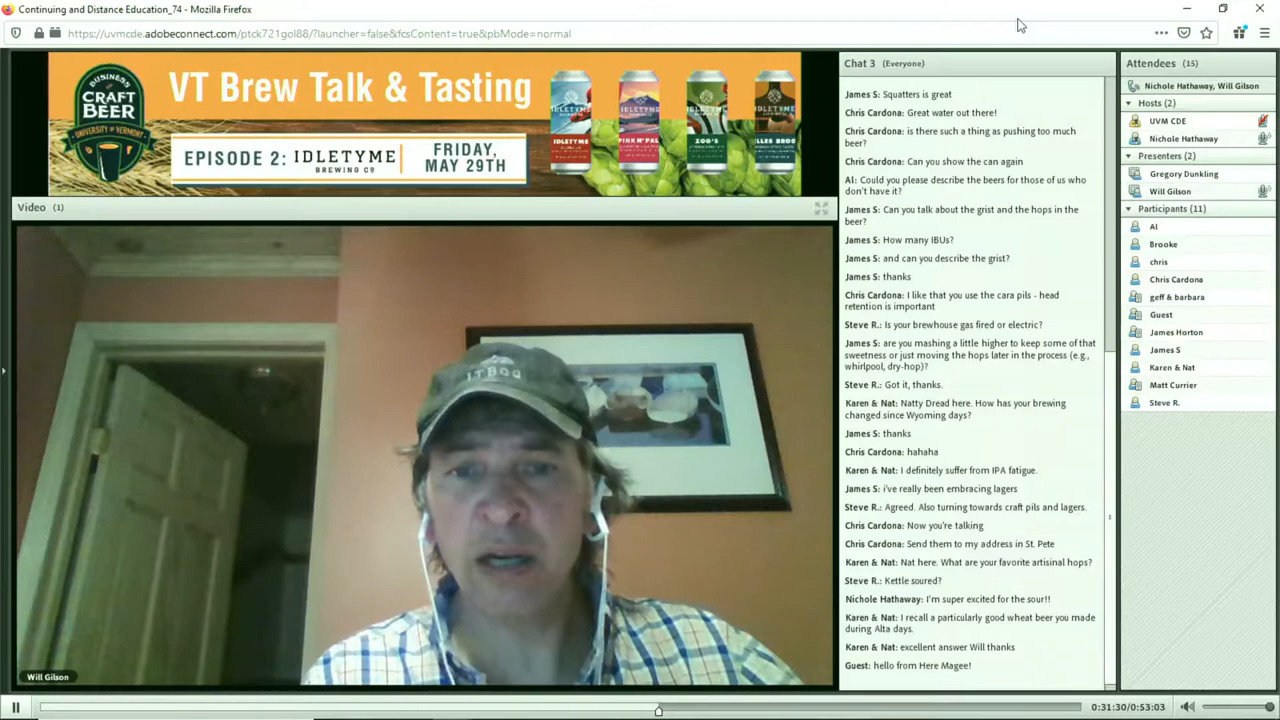 Continuing and Distance Education_74 - Mozilla Firefox
https://uvmcde.adobeconnect.com/ptck721gol88/?launcher=false&fcsContent=true&pbMode=normal
BUSINESS of
CRAFT
BEER
UNIVERSITY OF VERMONT
VT Brew Talk & Tasting
EPISODE 2: IDLETYME
BREWING CO
FRIDAY,
MAY 29TH
IDLETYME
PINK N' PALE
ZOG'S
Video (1)
ITBOT
Will Gilson
Chat 3 (Everyone)
James S: Squatters is great
Chris Cardona: Great water out there!
Chris Cardona: is there such a thing as pushing too much
beer?
Chris Cardona: Can you show the can again
Al: Could you please describe the beers for those of us who
don't have it?
James S: Can you talk about the grist and the hops in the
beer?
James S: How many IBUs?
James S: and can you describe the grist?
James S: thanks
Chris Cardona: I like that you use the cara pils - head
retention is important
Steve R.: Is your brewhouse gas fired or electric?
James S: are you mashing a little higher to keep some of that
sweetness or just moving the hops later in the process (e.g.,
whirlpool, dry-hop)?
Steve R.: Got it, thanks.
Karen & Nat: Natty Dread here. How has your brewing
changed since Wyoming days?
James S: thanks
Chris Cardona: hahaha
Karen & Nat: I definitely suffer from IPA fatigue.
James S: i've really been embracing lagers
Steve R.: Agreed. Also turning towards craft pils and lagers.
Chris Cardona: Now you're talking
Chris Cardona: Send them to my address in St. Pete
Karen & Nat: Nat here. What are your favorite artisinal hops?
Steve R.: Kettle soured?
Nichole Hathaway: I'm super excited for the sour!!
Karen & Nat: I recall a particularly good wheat beer you made
during Alta days.
Karen & Nat: excellent answer Will thanks
Guest: hello from Here Magee!
Attendees (15)
Nichole Hathaway, Will Gilson
Hosts (2)
UVM CDE
Nichole Hathaway
Presenters (2)
Gregory Dunkling
Will Gilson
Participants (11)
Al
Brooke
chris
Chris Cardona
geff & barbara
Guest
James Horton
James S
Karen & Nat
Matt Currier
Steve R.
0:31:30/0:53:03